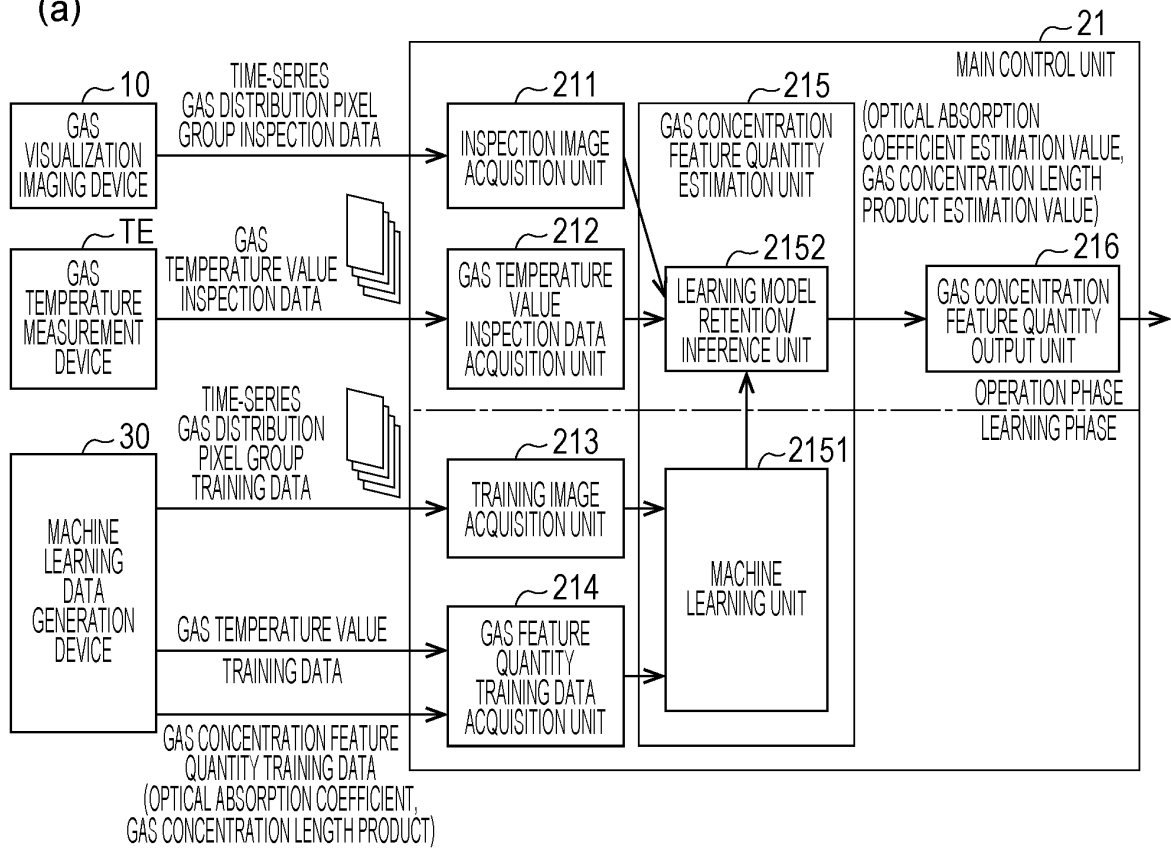 (a)
21
MAIN CONTROL UNIT
10
GAS
VISUALIZATION
IMAGING DEVICE
TIME-SERIES
GAS DISTRIBUTION PIXEL
GROUP INSPECTION DATA
211
INSPECTION IMAGE
ACQUISITION UNIT
215
GAS CONCENTRATION
FEATURE QUANTITY
ESTIMATION UNIT
(OPTICAL ABSORPTION
COEFFICIENT ESTIMATION VALUE,
GAS CONCENTRATION LENGTH
PRODUCT ESTIMATION VALUE)
TE
GAS
TEMPERATURE
MEASUREMENT
DEVICE
GAS
TEMPERATURE VALUE
INSPECTION DATA
212
GAS TEMPERATURE
VALUE
INSPECTION DATA
ACQUISITION UNIT
2152
LEARNING MODEL
RETENTION/
INFERENCE UNIT
216
GAS CONCENTRATION
FEATURE QUANTITY
OUTPUT UNIT
OPERATION PHASE
LEARNING PHASE
30
MACHINE
LEARNING
DATA
GENERATION
DEVICE
TIME-SERIES
GAS DISTRIBUTION
PIXEL GROUP
TRAINING DATA
213
TRAINING IMAGE
ACQUISITION UNIT
2151
MACHINE
LEARNING UNIT
GAS TEMPERATURE VALUE
TRAINING DATA
214
GAS FEATURE
QUANTITY
TRAINING DATA
ACQUISITION UNIT
GAS CONCENTRATION FEATURE
QUANTITY TRAINING DATA
(OPTICAL ABSORPTION COEFFICIENT,
GAS CONCENTRATION LENGTH PRODUCT)